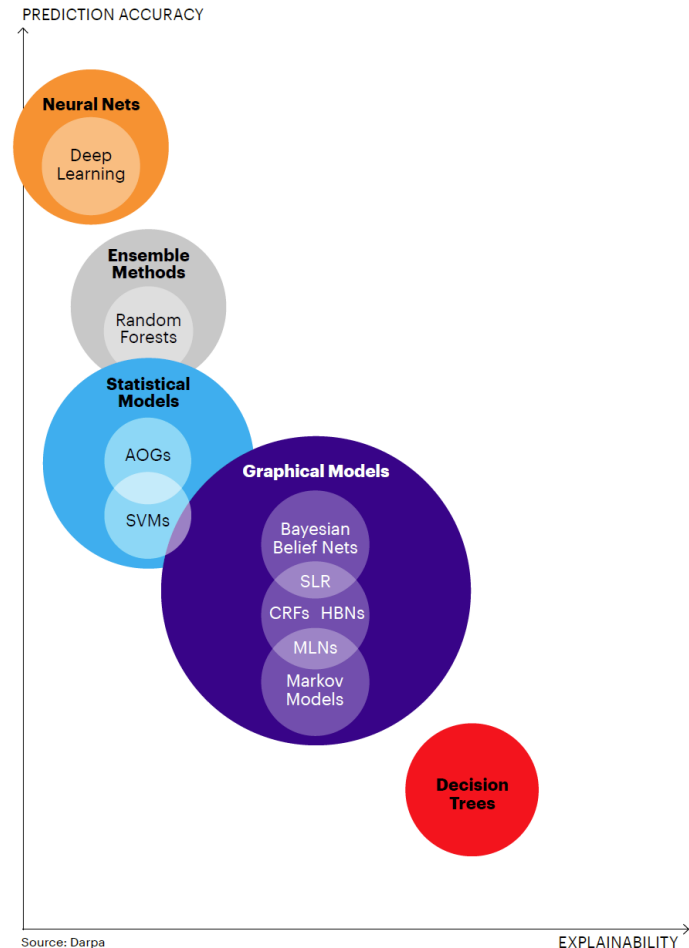 PREDICTION ACCURACY
Neural Nets
Deep
Learning
Ensemble
Methods
Random
Forests
Statistical
Models
AOGs
SVMs
Graphical Models
Bayesian
Belief Nets
SLR
CRFs HBNs
MLNs
Markov
Models
Decision
Trees
Source: Darpa
EXPLAINABILITY